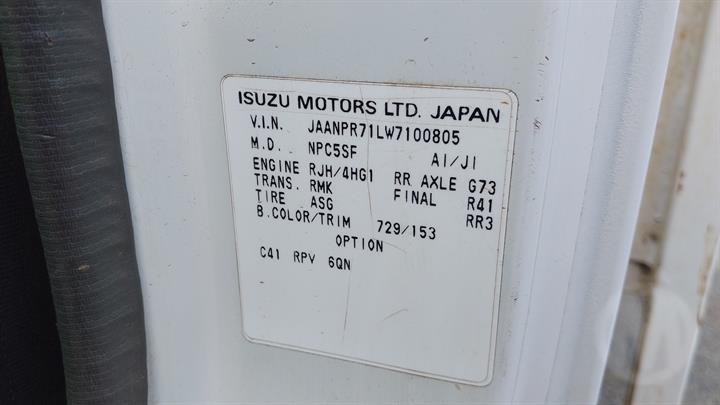 ISUZU MOTORS LTD. JAPAN
V.I.N. JAANPR71LW7100805
M.D. NPC5SF A1/J1
ENGINE RJH/4HG1 RR AXLE G73
TRANS. RMK FINAL R41
TIRE ASG RR3
B.COLOR/TRIM 729/153
OPTION
C41 RPV 6QN